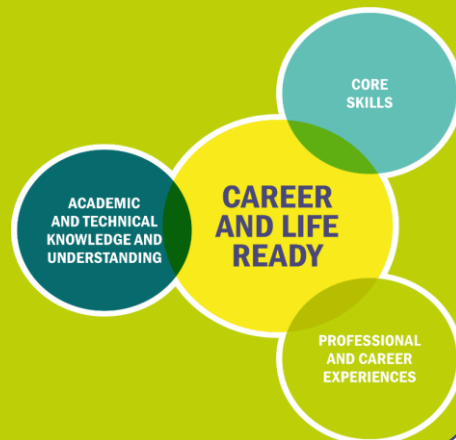 CORE
SKILLS
ACADEMIC
AND TECHNICAL
KNOWLEDGE AND
UNDERSTANDING
CAREER
AND LIFE
READY
PROFESSIONAL
AND CAREER
EXPERIENCES